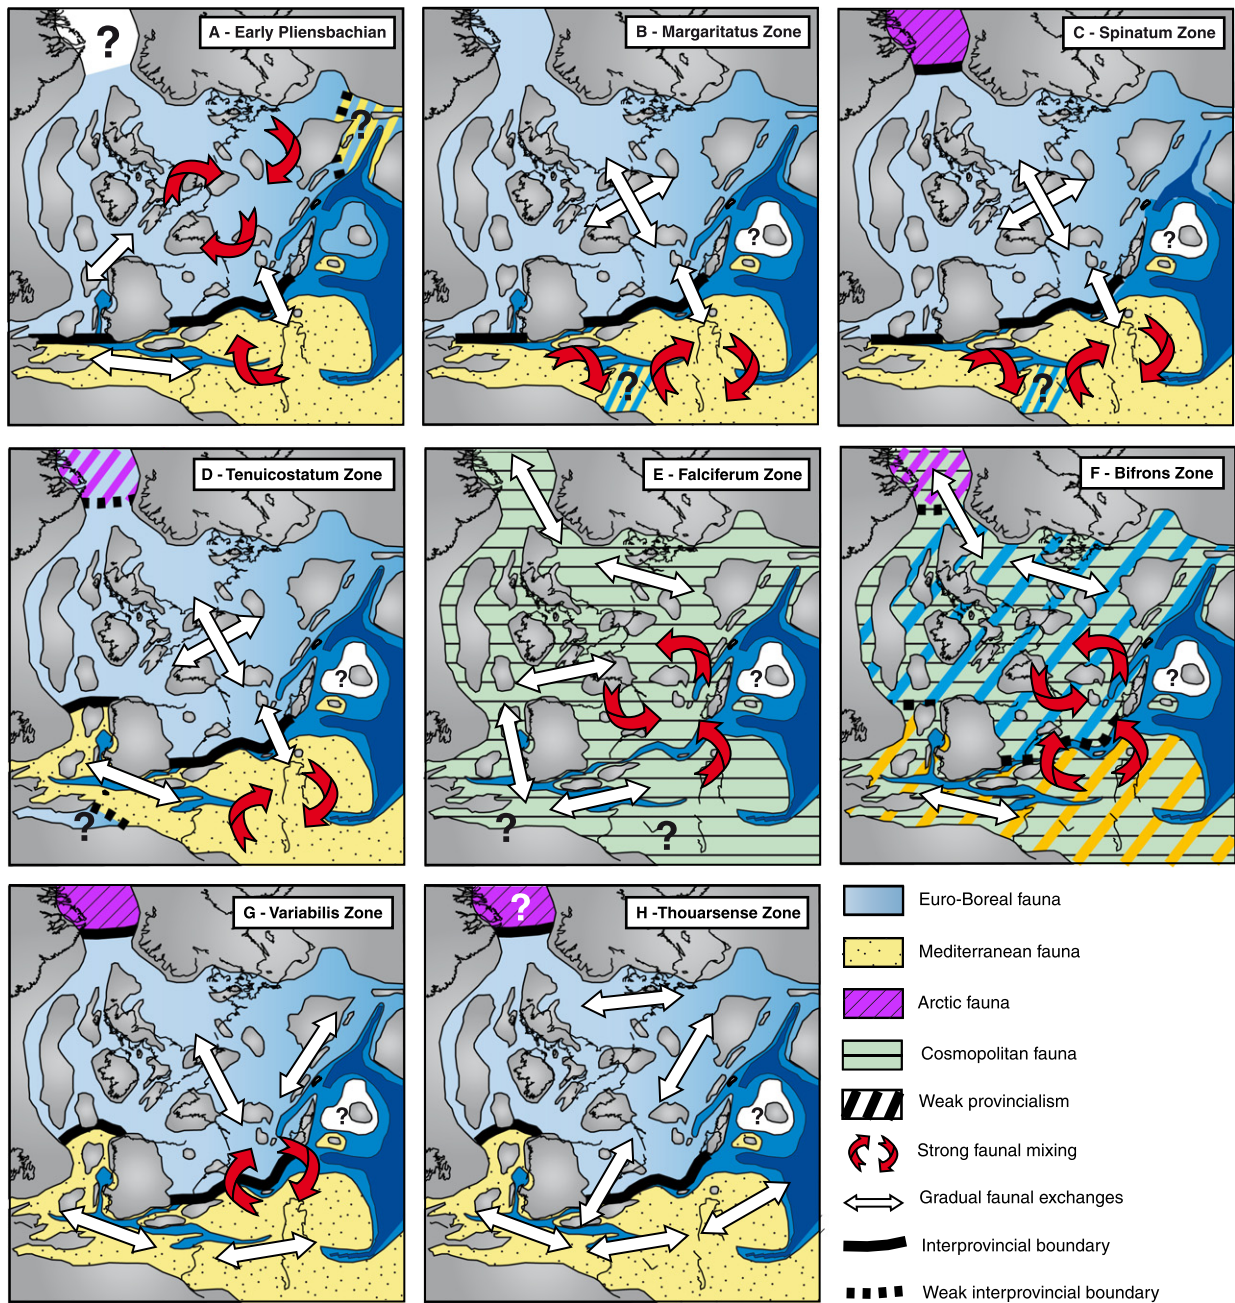 A - Early Pliensbachian
?
?
B - Margaritatus Zone
?
?
C - Spinatum Zone
?
?
D - Tenuicostatum Zone
?
?
E - Falciferum Zone
?
?
?
F - Bifrons Zone
?
G - Variabilis Zone
?
H -Thouarsense Zone
?
?
Euro-Boreal fauna
Mediterranean fauna
Arctic fauna
Cosmopolitan fauna
Weak provincialism
Strong faunal mixing
Gradual faunal exchanges
Interprovincial boundary
Weak interprovincial boundary